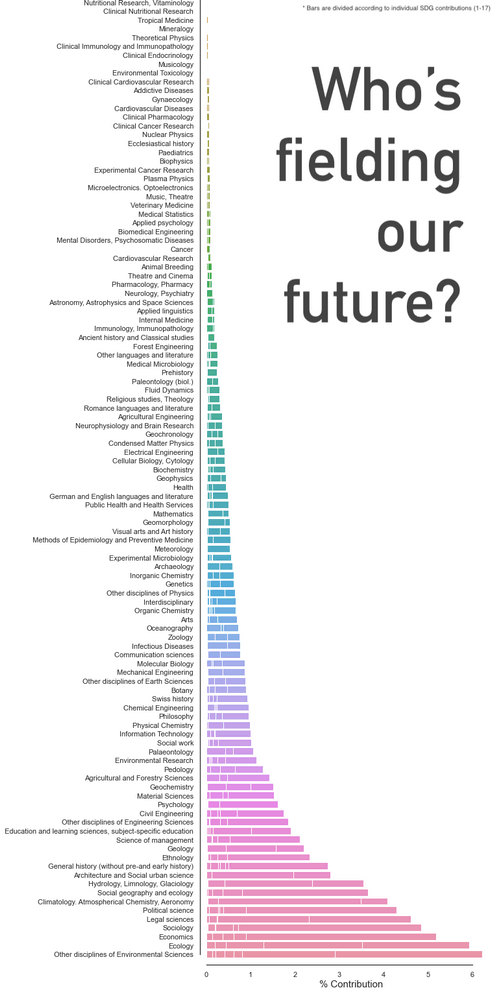 Nutritional Research, Vitaminology
* Bars are divided according to individual SDG contributions (1-17)
Clinical Nutritional Research
Tropical Medicine
Mineralogy
Theoretical Physics
Clinical Immunology and Immunopathology
Clinical Endocrinology
Musicology
Environmental Toxicology
Clinical Cardiovascular Research
Addictive Diseases
Gynaecology
Cardiovascular Diseases
Clinical Pharmacology
Clinical Cancer Research
Nuclear Physics
Ecclesiastical history
Paediatrics
Biophysics
Experimental Cancer Research
Plasma Physics
Microelectronics. Optoelectronics
Music, Theatre
Veterinary Medicine
Medical Statistics
Applied psychology
Biomedical Engineering
Mental Disorders, Psychosomatic Diseases
Cancer
Cardiovascular Research
Animal Breeding
Theatre and Cinema
Pharmacology, Pharmacy
Neurology, Psychiatry
Astronomy, Astrophysics and Space Sciences
Applied linguistics
Internal Medicine
Immunology, Immunopathology
Ancient history and Classical studies
Forest Engineering
Other languages and literature
Medical Microbiology
Prehistory
Paleontology (biol.)
Fluid Dynamics
Religious studies, Theology
Romance languages and literature
Agricultural Engineering
Neurophysiology and Brain Research
Geochronology
Condensed Matter Physics
Electrical Engineering
Cellular Biology, Cytology
Biochemistry
Geophysics
Health
German and English languages and literature
Public Health and Health Services
Mathematics
Geomorphology
Visual arts and Art history
Methods of Epidemiology and Preventive Medicine
Meteorology
Experimental Microbiology
Archaeology
Inorganic Chemistry
Genetics
Other disciplines of Physics
Interdisciplinary
Organic Chemistry
Arts
Oceanography
Zoology
Infectious Diseases
Communication sciences
Molecular Biology
Mechanical Engineering
Other disciplines of Earth Sciences
Botany
Swiss history
Chemical Engineering
Philosophy
Physical Chemistry
Information Technology
Social work
Palaeontology
Environmental Research
Pedology
Agricultural and Forestry Sciences
Geochemistry
Material Sciences
Psychology
Civil Engineering
Other disciplines of Engineering Sciences
Education and learning sciences, subject-specific education
Science of management
Geology
Ethnology
General history (without pre-and early history)
Architecture and Social urban science
Hydrology, Limnology, Glaciology
Social geography and ecology
Climatology. Atmospherical Chemistry, Aeronomy
Political science
Legal sciences
Sociology
Economics
Ecology
Other disciplines of Environmental Sciences
Who's
fielding
our
future?
0 1 2 3 4 5 6
% Contribution